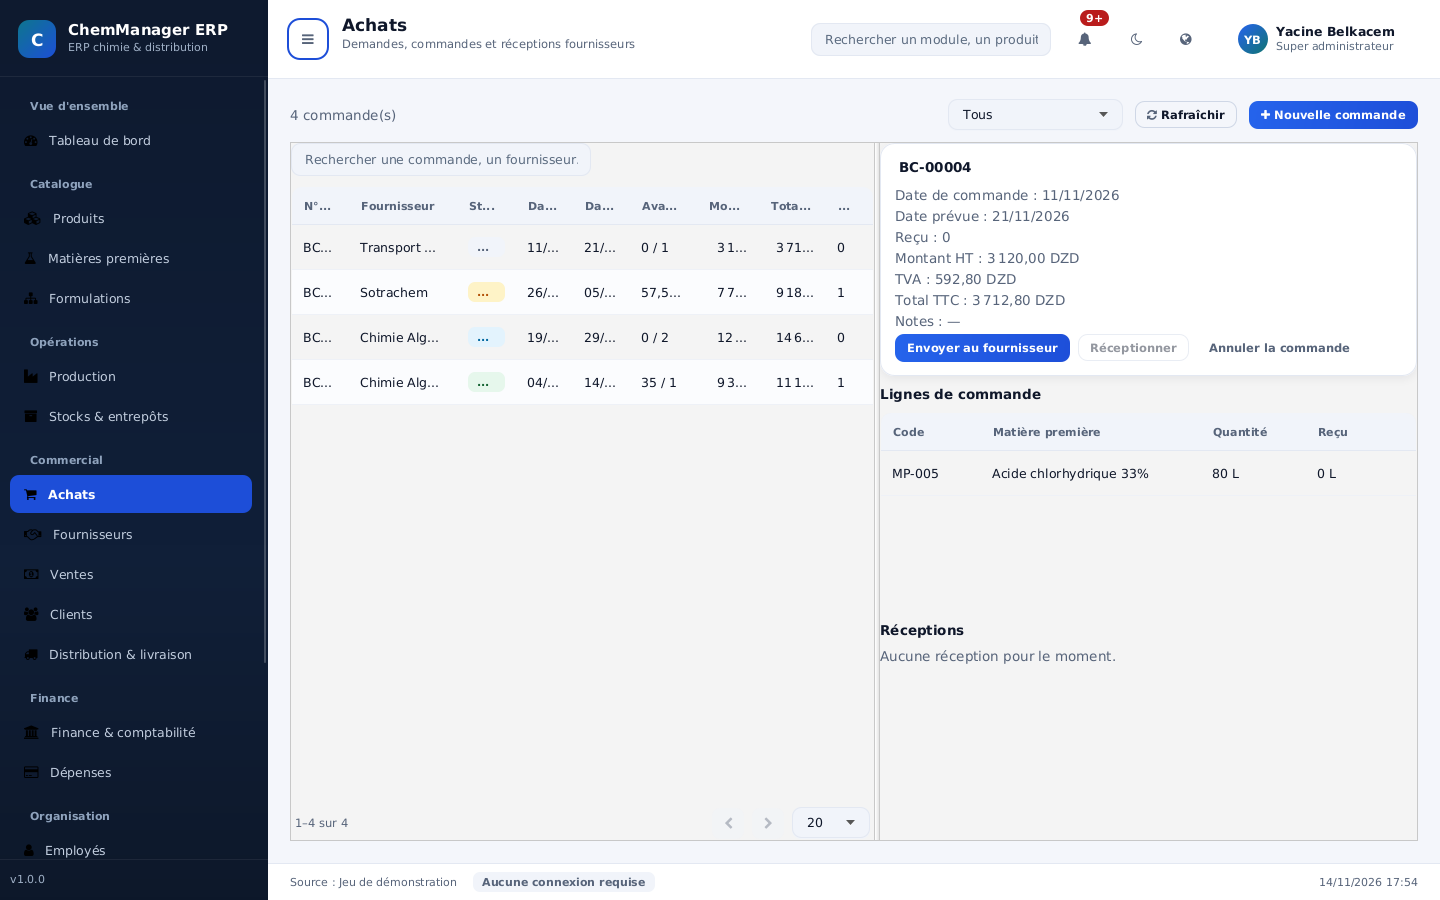 C
ChemManager ERP
ERP chimie & distribution
Vue d'ensemble
Tableau de bord
Catalogue
Produits
Matières premières
Formulations
Opérations
Production
Stocks & entrepôts
Commercial
Achats
Fournisseurs
Ventes
Clients
Distribution & livraison
Finance
Finance & comptabilité
Dépenses
Organisation
Employés
v1.0.0
Achats
Demandes, commandes et réceptions fournisseurs
Rechercher un module, un produit
9+
YB
Yacine Belkacem
Super administrateur
4 commande(s)
Tous
Rafraîchir
Nouvelle commande
Rechercher une commande, un fournisseur.
N°... Fournisseur St... Da... Da... Ava... Mo... Tota... ...
BC... Transport ... ... 11/... 21/... 0 / 1 3 1... 3 71... 0
BC... Sotrachem ... 26/... 05/... 57,5... 7 7... 9 18... 1
BC... Chimie Alg... ... 19/... 29/... 0 / 2 12 ... 14 6... 0
BC... Chimie Alg... ... 04/... 14/... 35 / 1 9 3... 11 1... 1
1–4 sur 4
20
BC-00004
Date de commande : 11/11/2026
Date prévue : 21/11/2026
Reçu : 0
Montant HT : 3 120,00 DZD
TVA : 592,80 DZD
Total TTC : 3 712,80 DZD
Notes : —
Envoyer au fournisseur
Réceptionner
Annuler la commande
Lignes de commande
Code Matière première Quantité Reçu
MP-005 Acide chlorhydrique 33% 80 L 0 L
Réceptions
Aucune réception pour le moment.
Source : Jeu de démonstration
Aucune connexion requise
14/11/2026 17:54